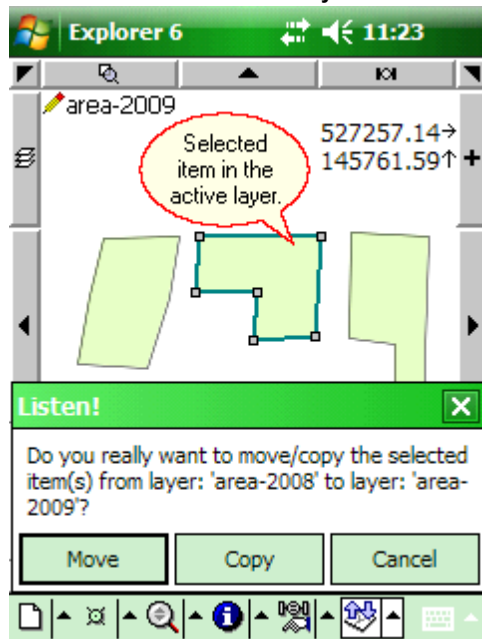 Explorer 6 11:23
area-2009
527257.14→
145761.59↑
Selected
item in the
active layer.
Listen!
Do you really want to move/copy the selected
item(s) from layer: 'area-2008' to layer: 'area-
2009'?
Move Copy Cancel